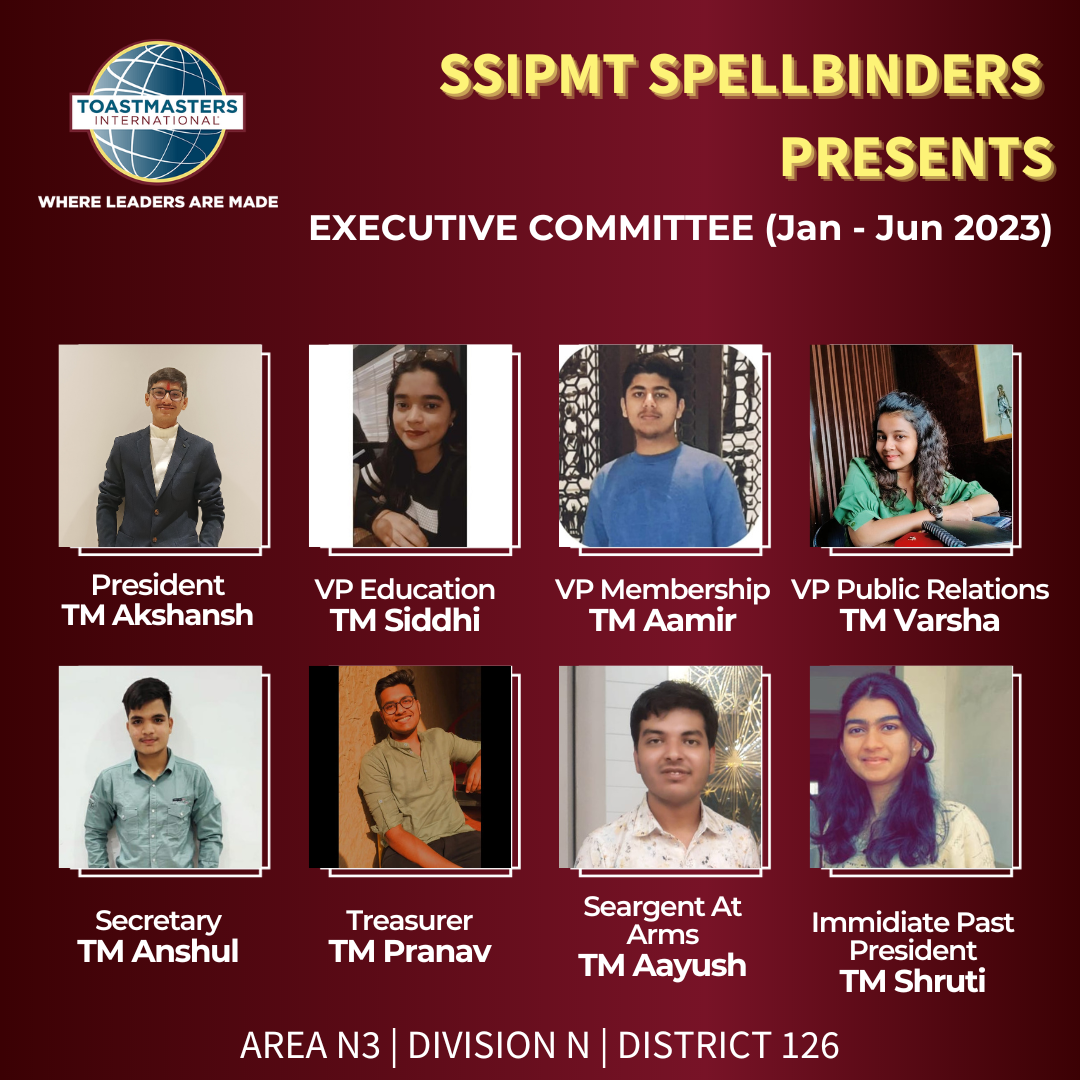 TOASTMASTERS
INTERNATIONAL
WHERE LEADERS ARE MADE
SSIPMT SPELLBINDERS
PRESENTS
EXECUTIVE COMMITTEE (Jan - Jun 2023)
President
TM Akshansh
VP Education
TM Siddhi
VP Membership
TM Aamir
VP Public Relations
TM Varsha
Secretary
TM Anshul
Treasurer
TM Pranav
Seargent At
Arms
TM Aayush
Immidiate Past
President
TM Shruti
AREA N3 | DIVISION N | DISTRICT 126